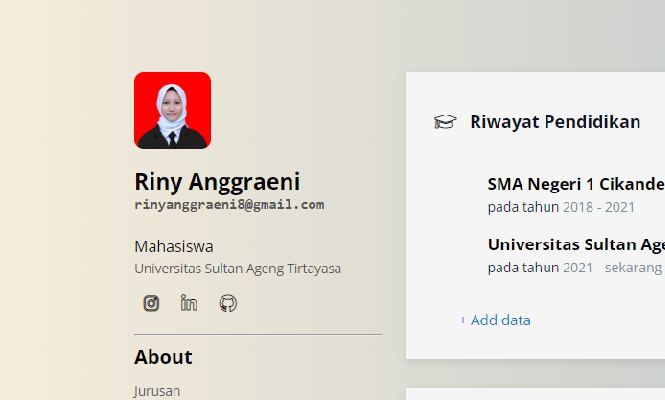 Riny Anggraeni
rinyanggraeni8@gmail.com
Mahasiswa
Universitas Sultan Ageng Tirtayasa
About
Jurusan
Riwayat Pendidikan
SMA Negeri 1 Cikande
pada tahun 2018 - 2021
Universitas Sultan Age
pada tahun 2021 sekarang
Add data